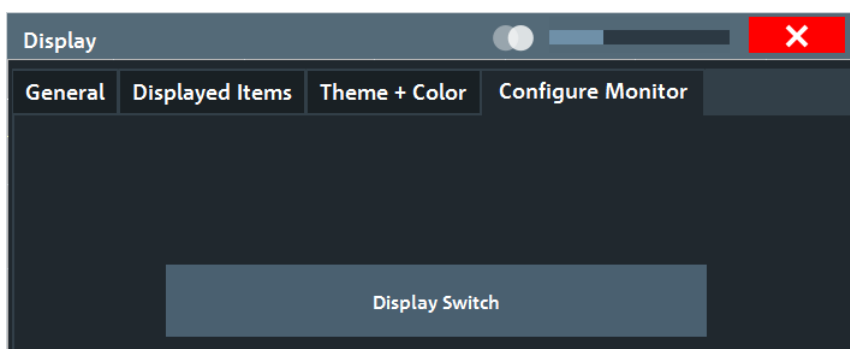 Display
General Displayed Items Theme + Color Configure Monitor
Display Switch